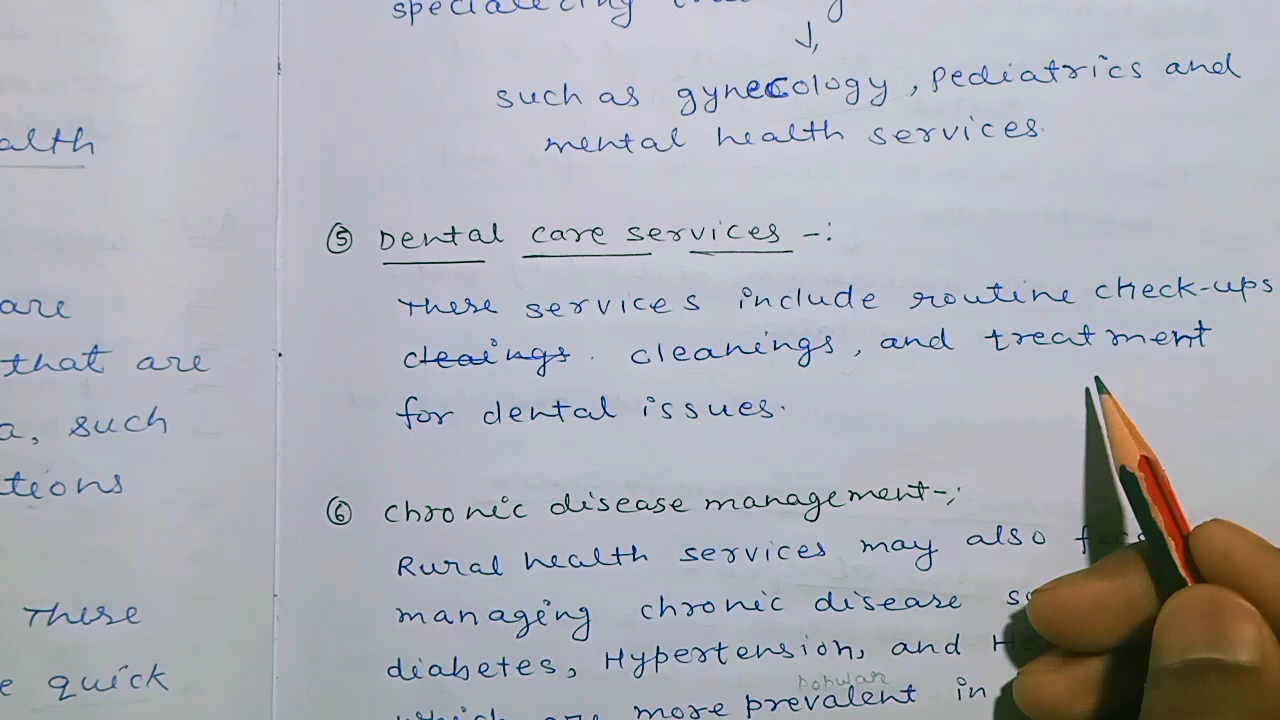 alth
are
that are
a, such
tions
These
e quick
such as gynecology, Pediatrics and
mental health services.
⑤ Dental care services -:
These services include routine check-ups
cleaings. cleanings, and treatment
for dental issues.
⑥ Chronic disease management-:
Rural health services may also
managing chronic disease
diabetes, Hypertension, and
popular
more prevalent in